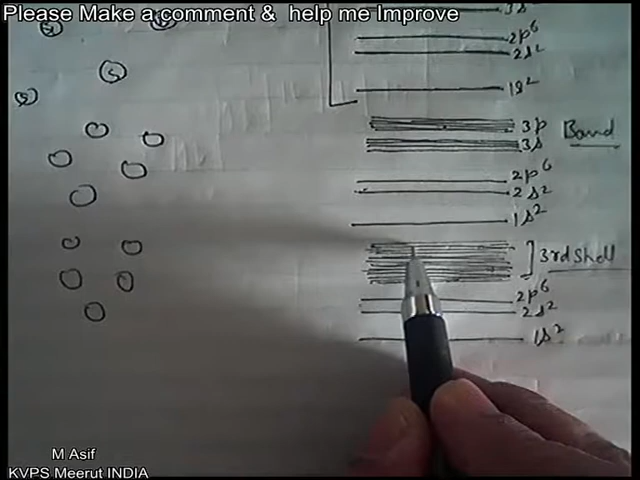 Please Make a comment & help me Improve
3s²
2p⁶
2s²
1s²
3p Band
3s
2p⁶
2s²
1s²
3rd Shell
2p⁶
2s²
1s²
M Asif
KVPS Meerut INDIA